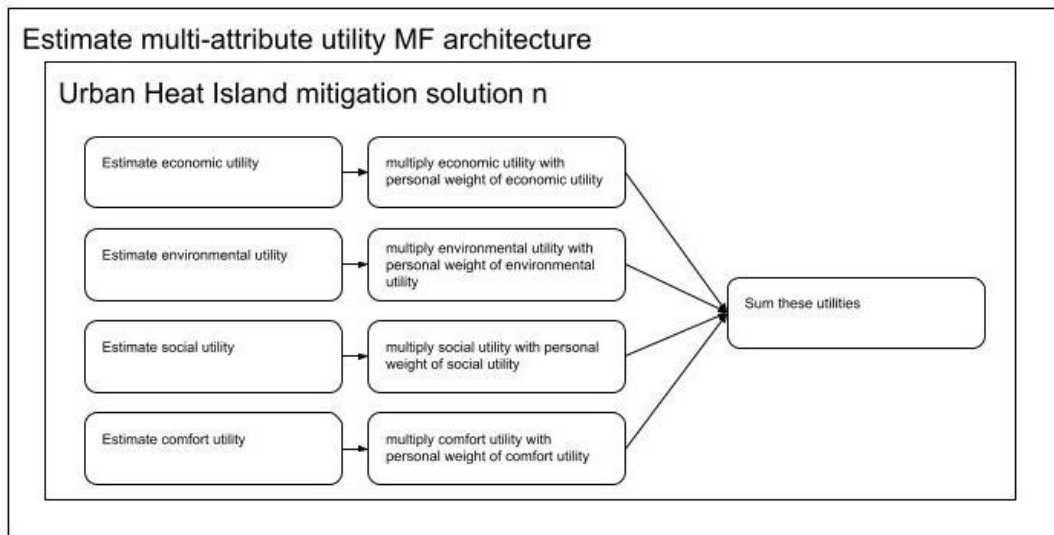 Estimate multi-attribute utility MF architecture
Urban Heat Island mitigation solution n
Estimate economic utility
multiply economic utility with
personal weight of economic utility
Estimate environmental utility
multiply environmental utility with
personal weight of environmental
utility
Sum these utilities
Estimate social utility
multiply social utility with personal
weight of social utility
Estimate comfort utility
multiply comfort utility with
personal weight of comfort utility